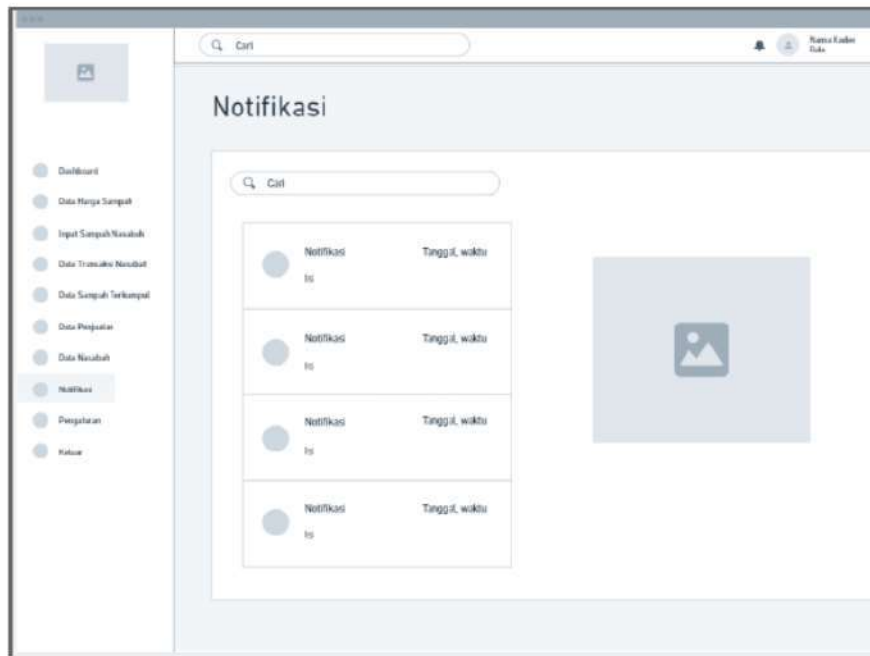 Cari
Nama Kader
Notifikasi
Dashboard
Data Harga Sampah
Input Sampah Nasabah
Data Transaksi Nasabah
Data Sampah Terkumpul
Data Penjualan
Data Nasabah
Notifikasi
Pengaturan
Keluar
Cari
Notifikasi Tanggal, waktu
Isi
Notifikasi Tanggal, waktu
Isi
Notifikasi Tanggal, waktu
Isi
Notifikasi Tanggal, waktu
Isi